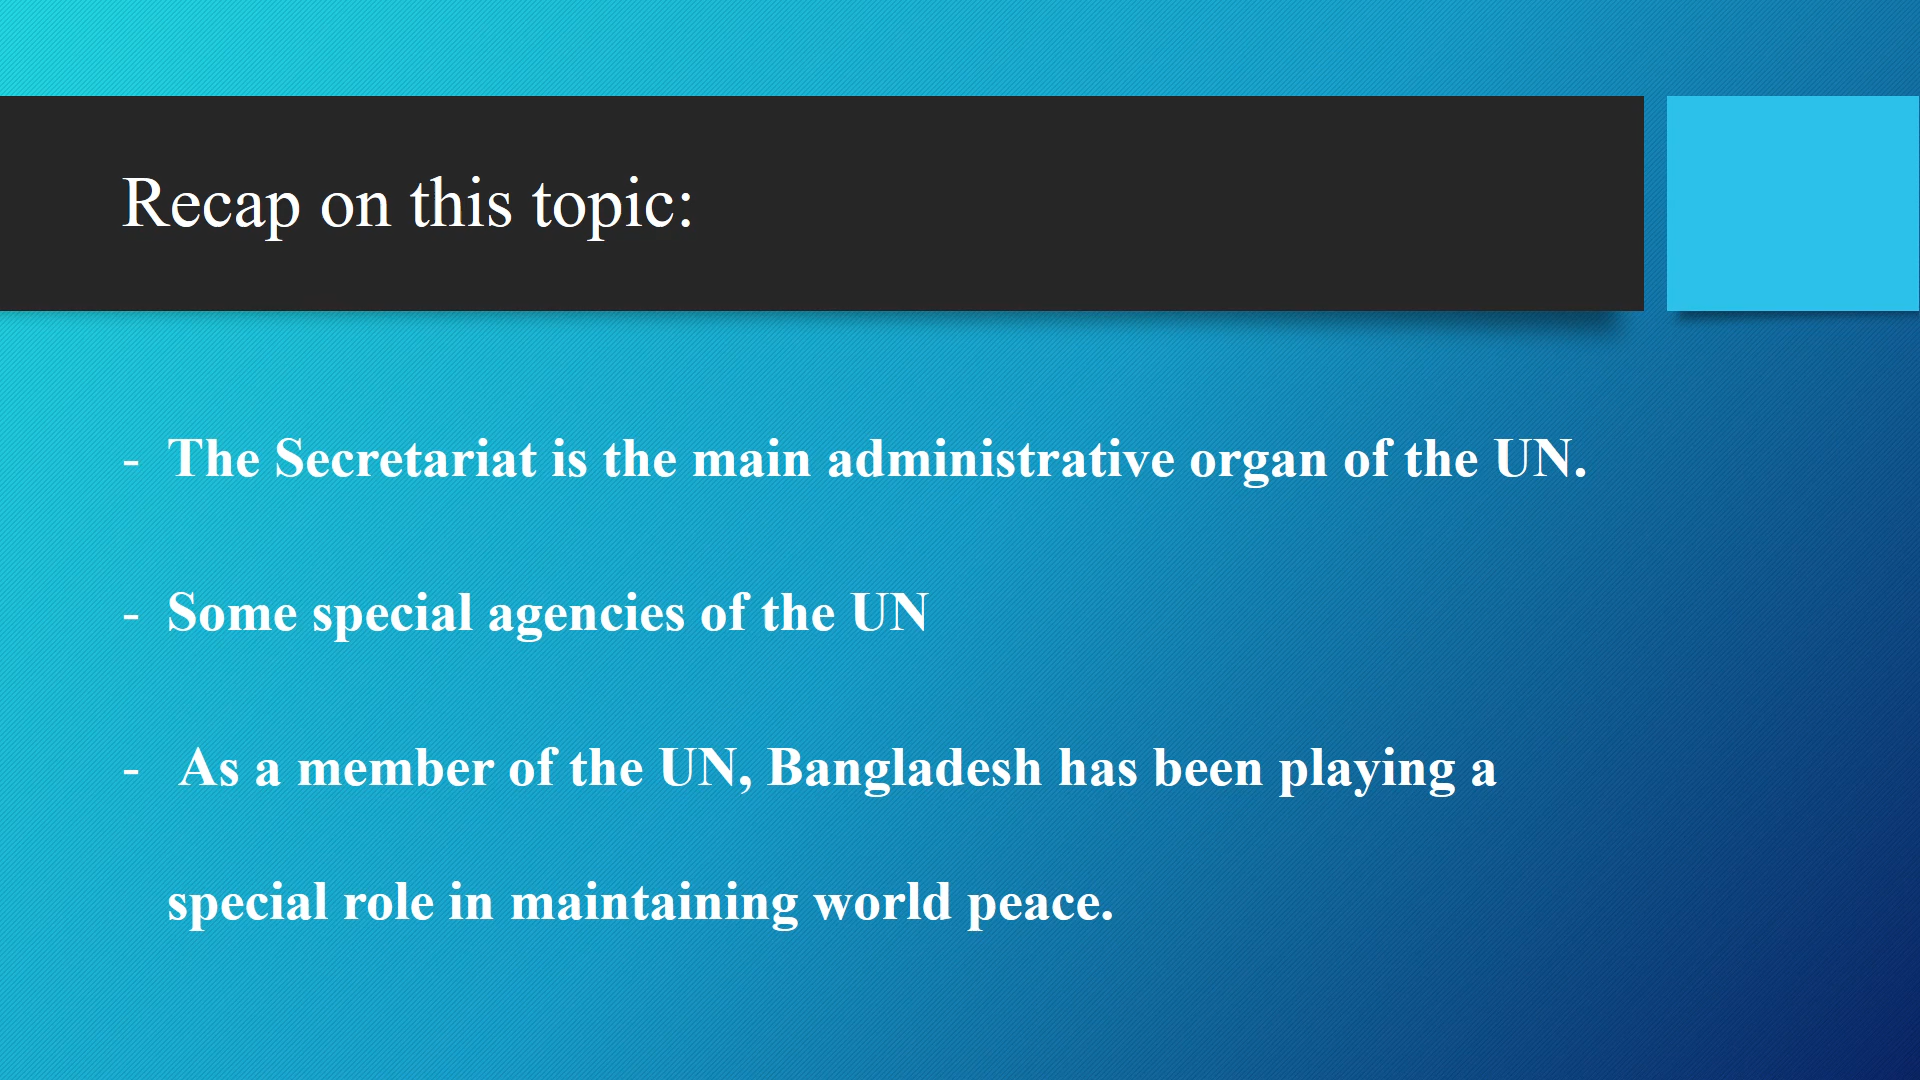 Recap on this topic:
- The Secretariat is the main administrative organ of the UN.
- Some special agencies of the UN
- As a member of the UN, Bangladesh has been playing a
special role in maintaining world peace.